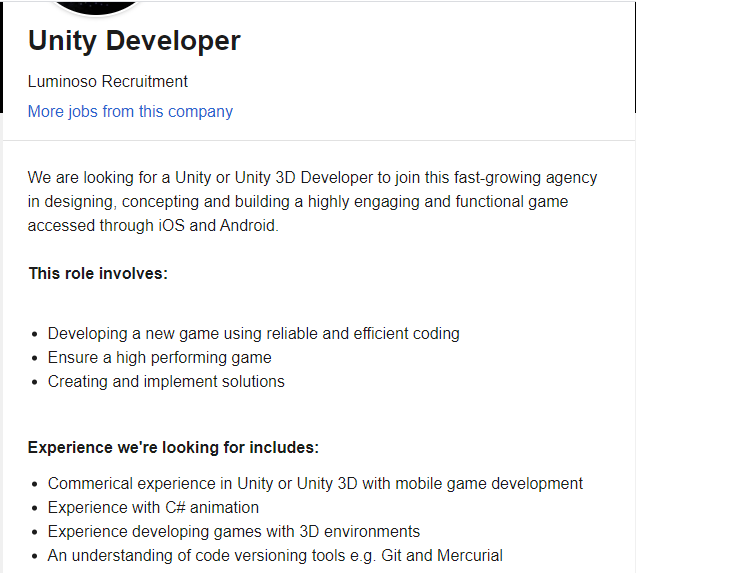 Unity Developer
Luminoso Recruitment
More jobs from this company
We are looking for a Unity or Unity 3D Developer to join this fast-growing agency
in designing, concepting and building a highly engaging and functional game
accessed through iOS and Android.
This role involves:
• Developing a new game using reliable and efficient coding
• Ensure a high performing game
• Creating and implement solutions
Experience we're looking for includes:
• Commerical experience in Unity or Unity 3D with mobile game development
• Experience with C# animation
• Experience developing games with 3D environments
• An understanding of code versioning tools e.g. Git and Mercurial